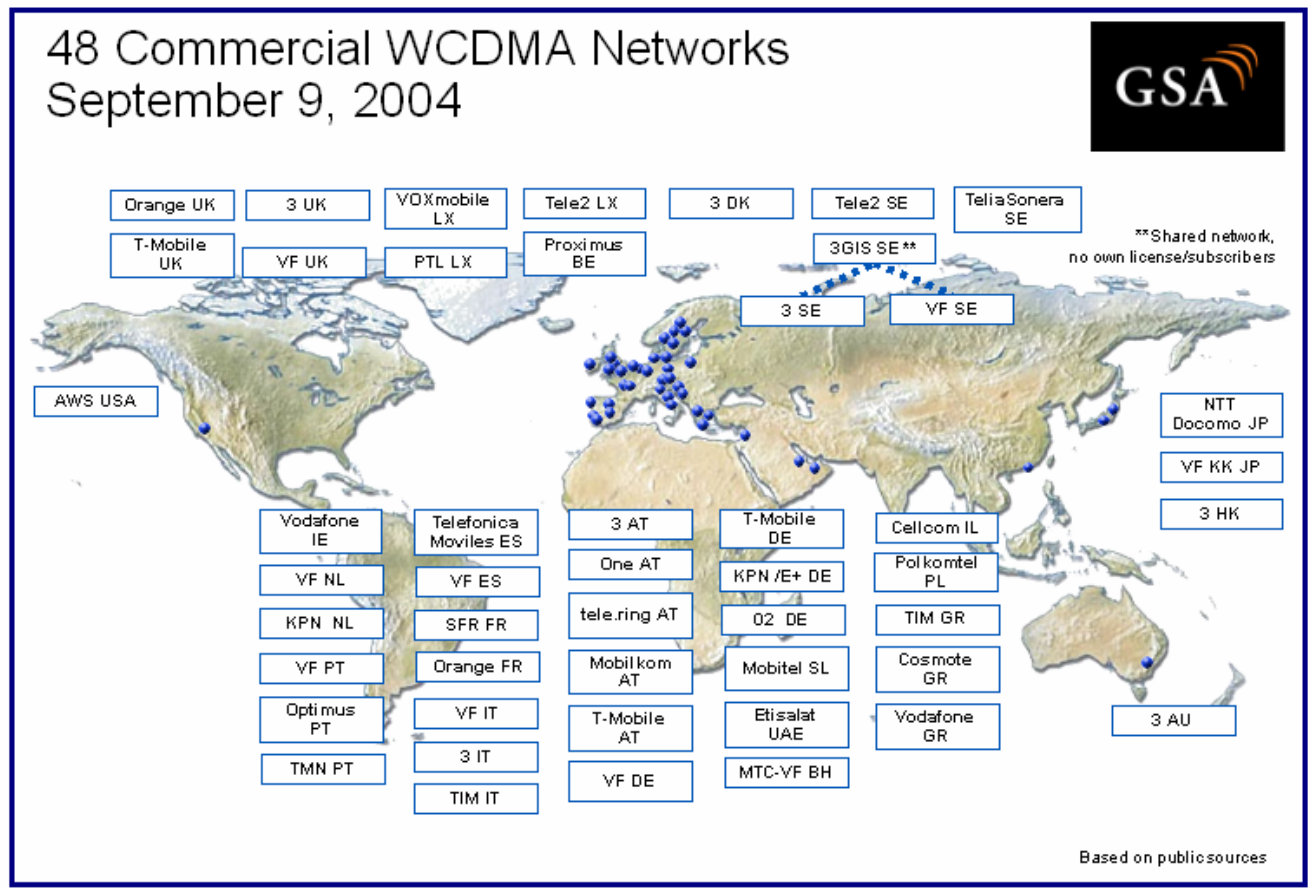 48 Commercial WCDMA Networks
September 9, 2004
GSA
Orange UK
3 UK
VOXmobile
LX
Tele2 LX
3 DK
Tele2 SE
TeliaSonera
SE
T-Mobile
UK
VF UK
PTL LX
Proximus
BE
3GIS SE**
**Shared network,
no own license/subscribers
3 SE
VF SE
AWS USA
NTT
Docomo JP
VF KK JP
3 HK
Vodafone
IE
VF NL
KPN NL
VF PT
Optimus
PT
TMN PT
Telefonica
Moviles ES
VF ES
SFR FR
Orange FR
VF IT
3 IT
TIM IT
3 AT
One AT
tele.ring AT
Mobilkom
AT
T-Mobile
AT
VF DE
T-Mobile
DE
KPN /E+ DE
O2 DE
Mobitel SL
Etisalat
UAE
MTC-VF BH
Cellcom IL
Polkomtel
PL
TIM GR
Cosmote
GR
Vodafone
GR
3 AU
Based on public sources